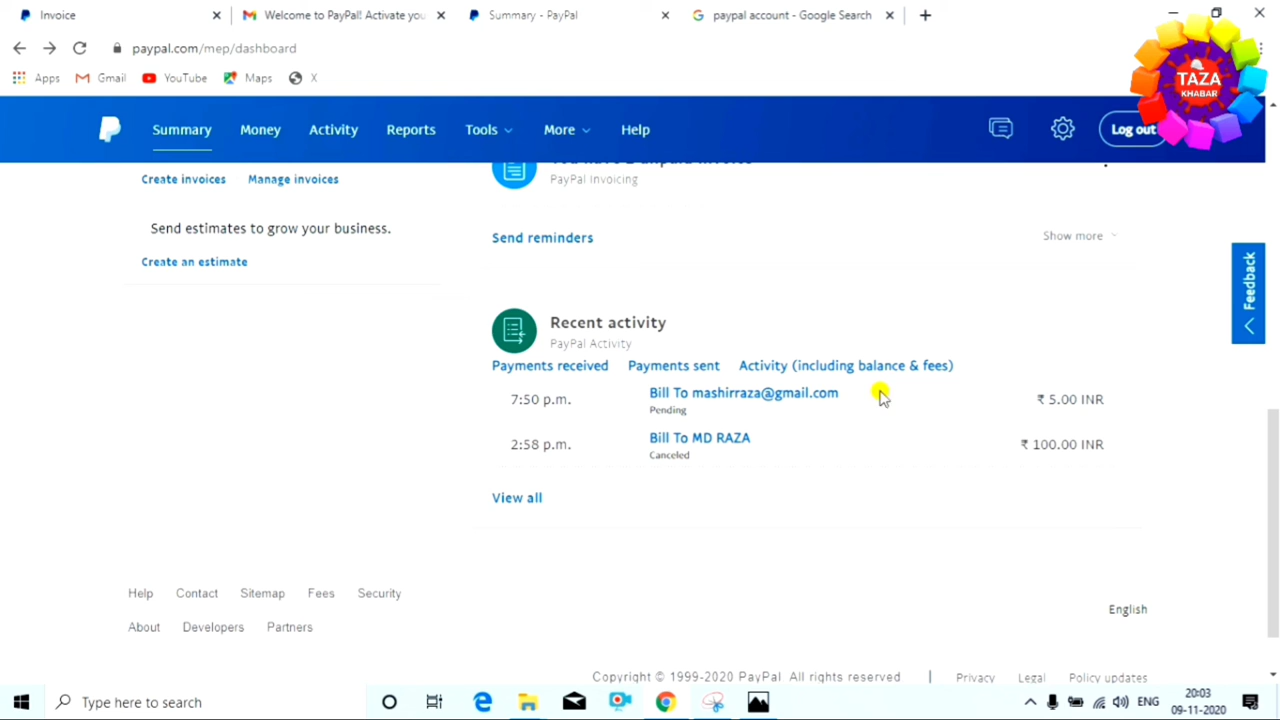 Invoice
Welcome to PayPal! Activate you
Summary - PayPal
paypal account - Google Search
paypal.com/mep/dashboard
Apps
Gmail
YouTube
Maps
X
TAZA
KHABAR
Summary
Money
Activity
Reports
Tools
More
Help
Log out
Create invoices
Manage invoices
PayPal Invoicing
Send estimates to grow your business.
Send reminders
Show more
Create an estimate
Feedback
Recent activity
PayPal Activity
Payments received
Payments sent
Activity (including balance & fees)
7:50 p.m.
Bill To mashirraza@gmail.com
₹ 5.00 INR
Pending
2:58 p.m.
Bill To MD RAZA
₹ 100.00 INR
Canceled
View all
Help
Contact
Sitemap
Fees
Security
English
About
Developers
Partners
Copyright © 1999-2020 PayPal. All rights reserved
Privacy
Legal
Policy updates
Type here to search
ENG
20:03
09-11-2020